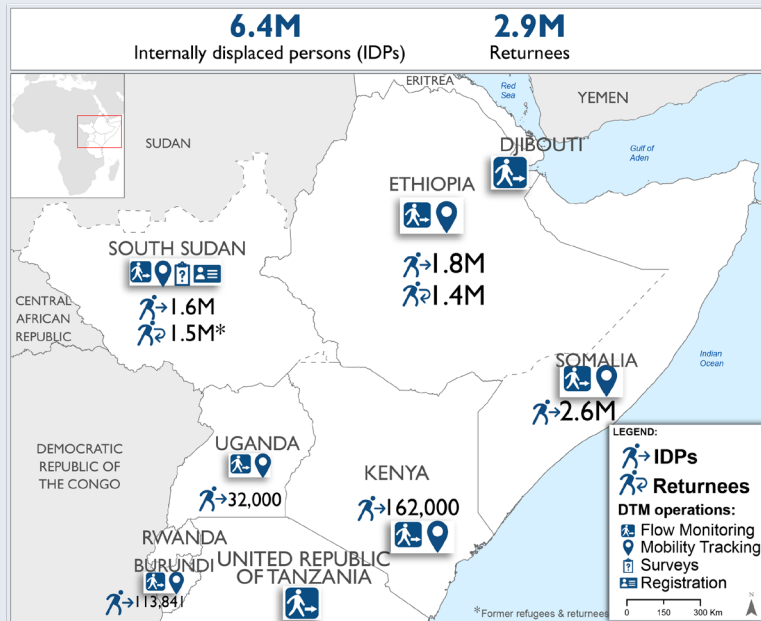 6.4M
Internally displaced persons (IDPs)
2.9M
Returnees
ERITREA
Red
Sea
YEMEN
SUDAN
DJIBOUTI
Gulf of
Aden
ETHIOPIA
1.8M
1.4M
SOUTH SUDAN
1.6M
1.5M*
CENTRAL
AFRICAN
REPUBLIC
Indian
Ocean
SOMALIA
2.6M
DEMOCRATIC
REPUBLIC OF
THE CONGO
UGANDA
32,000
KENYA
162,000
RWANDA
BURUNDI
113,841
UNITED REPUBLIC
OF TANZANIA
LEGEND:
IDPs
Returnees
DTM operations:
Flow Monitoring
Mobility Tracking
Surveys
Registration
0 150 300 Km
N
*Former refugees & returnees